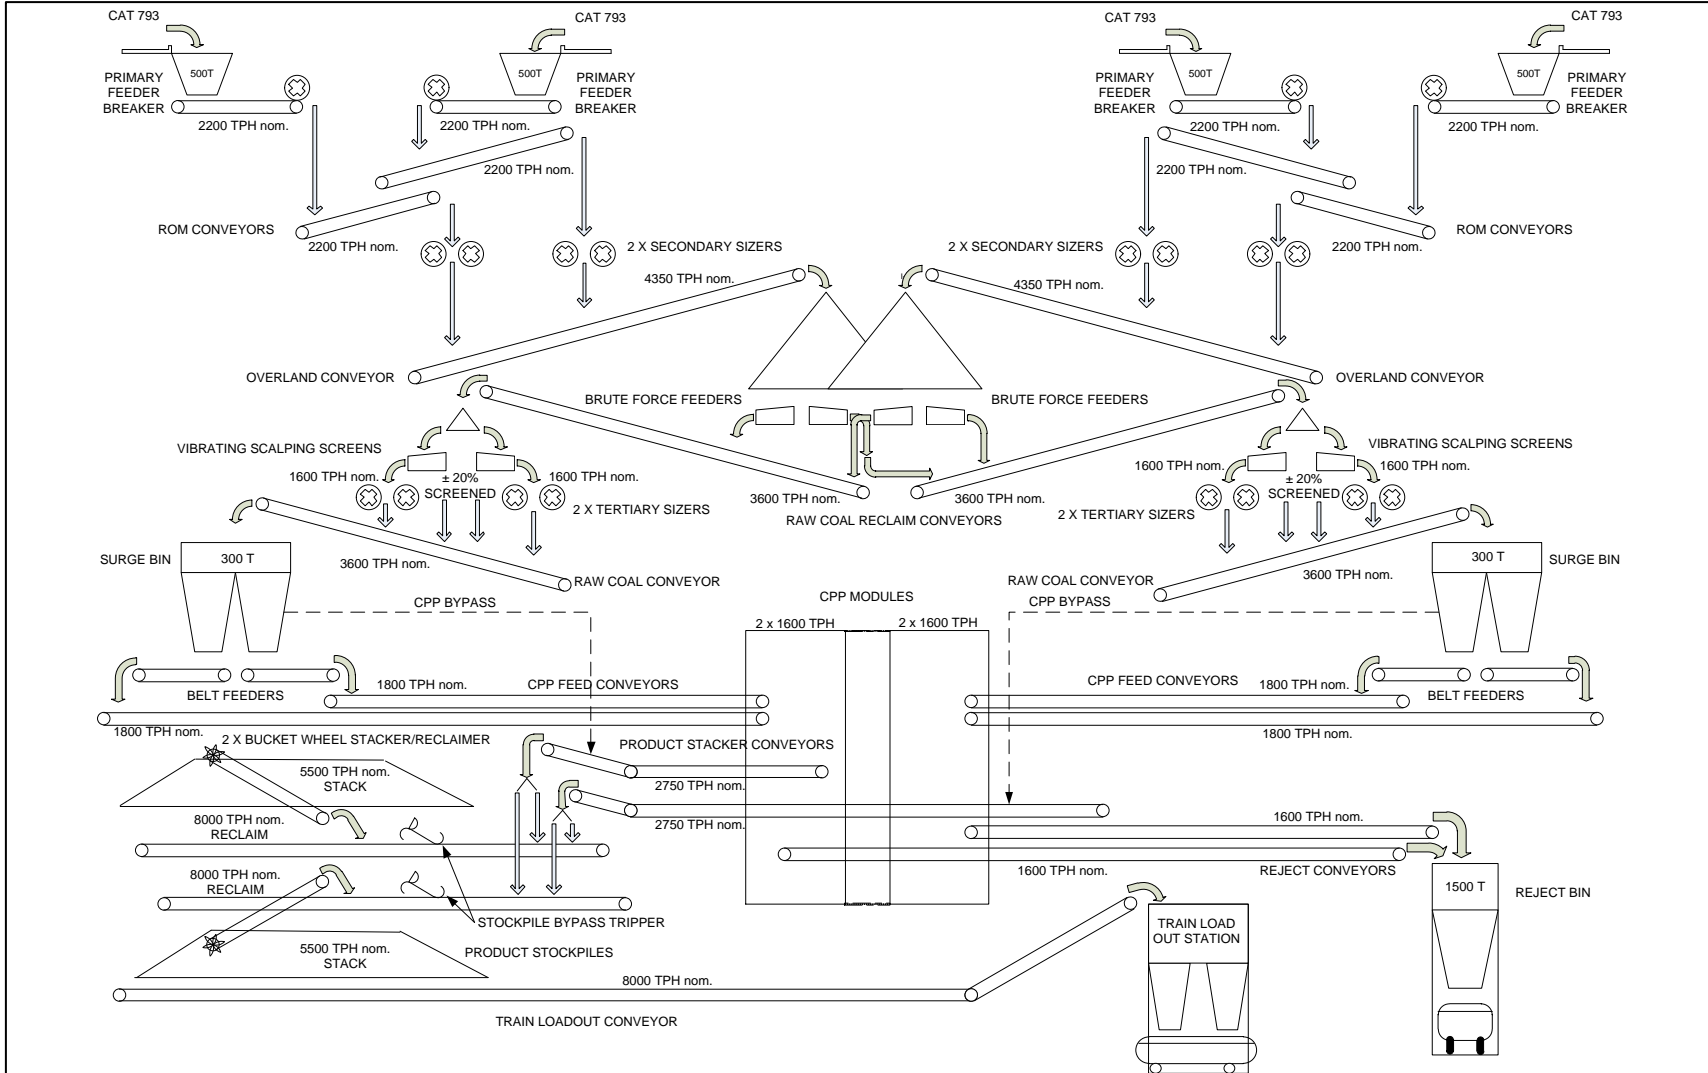 CAT 793
CAT 793
CAT 793
CAT 793
500T
500T
500T
500T
PRIMARY
FEEDER
BREAKER
PRIMARY
FEEDER
BREAKER
PRIMARY
FEEDER
BREAKER
PRIMARY
FEEDER
BREAKER
2200 TPH nom.
2200 TPH nom.
2200 TPH nom.
2200 TPH nom.
2200 TPH nom.
2200 TPH nom.
ROM CONVEYORS
2200 TPH nom.
2 X SECONDARY SIZERS
2 X SECONDARY SIZERS
2200 TPH nom.
ROM CONVEYORS
4350 TPH nom.
4350 TPH nom.
OVERLAND CONVEYOR
OVERLAND CONVEYOR
BRUTE FORCE FEEDERS
BRUTE FORCE FEEDERS
VIBRATING SCALPING SCREENS
VIBRATING SCALPING SCREENS
1600 TPH nom.
± 20%
SCREENED
1600 TPH nom.
1600 TPH nom.
± 20%
SCREENED
1600 TPH nom.
3600 TPH nom.
3600 TPH nom.
2 X TERTIARY SIZERS
RAW COAL RECLAIM CONVEYORS
2 X TERTIARY SIZERS
SURGE BIN
300 T
3600 TPH nom.
RAW COAL CONVEYOR
RAW COAL CONVEYOR
3600 TPH nom.
300 T
SURGE BIN
CPP BYPASS
CPP MODULES
CPP BYPASS
2 x 1600 TPH
2 x 1600 TPH
BELT FEEDERS
1800 TPH nom.
CPP FEED CONVEYORS
CPP FEED CONVEYORS
1800 TPH nom.
BELT FEEDERS
1800 TPH nom.
1800 TPH nom.
2 X BUCKET WHEEL STACKER/RECLAIMER
PRODUCT STACKER CONVEYORS
5500 TPH nom.
STACK
2750 TPH nom.
8000 TPH nom.
RECLAIM
2750 TPH nom.
1600 TPH nom.
8000 TPH nom.
RECLAIM
1600 TPH nom.
REJECT CONVEYORS
1500 T
REJECT BIN
STOCKPILE BYPASS TRIPPER
TRAIN LOAD
OUT STATION
5500 TPH nom.
STACK
PRODUCT STOCKPILES
8000 TPH nom.
TRAIN LOADOUT CONVEYOR